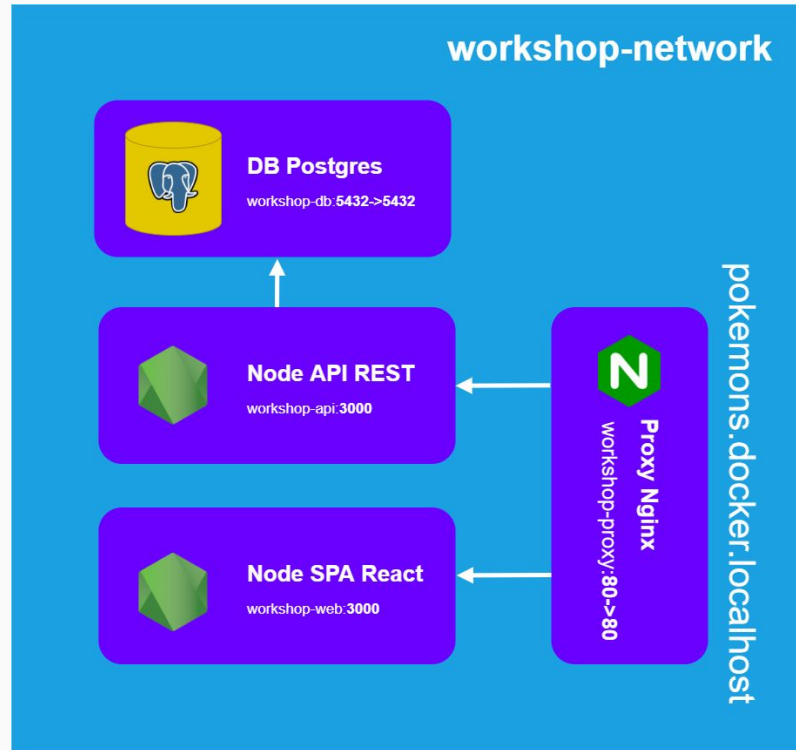 workshop-network
DB Postgres
workshop-db:5432->5432
Node API REST
workshop-api:3000
Node SPA React
workshop-web:3000
N
Proxy Nginx
workshop-proxy:80->80
pokemons.docker.localhost